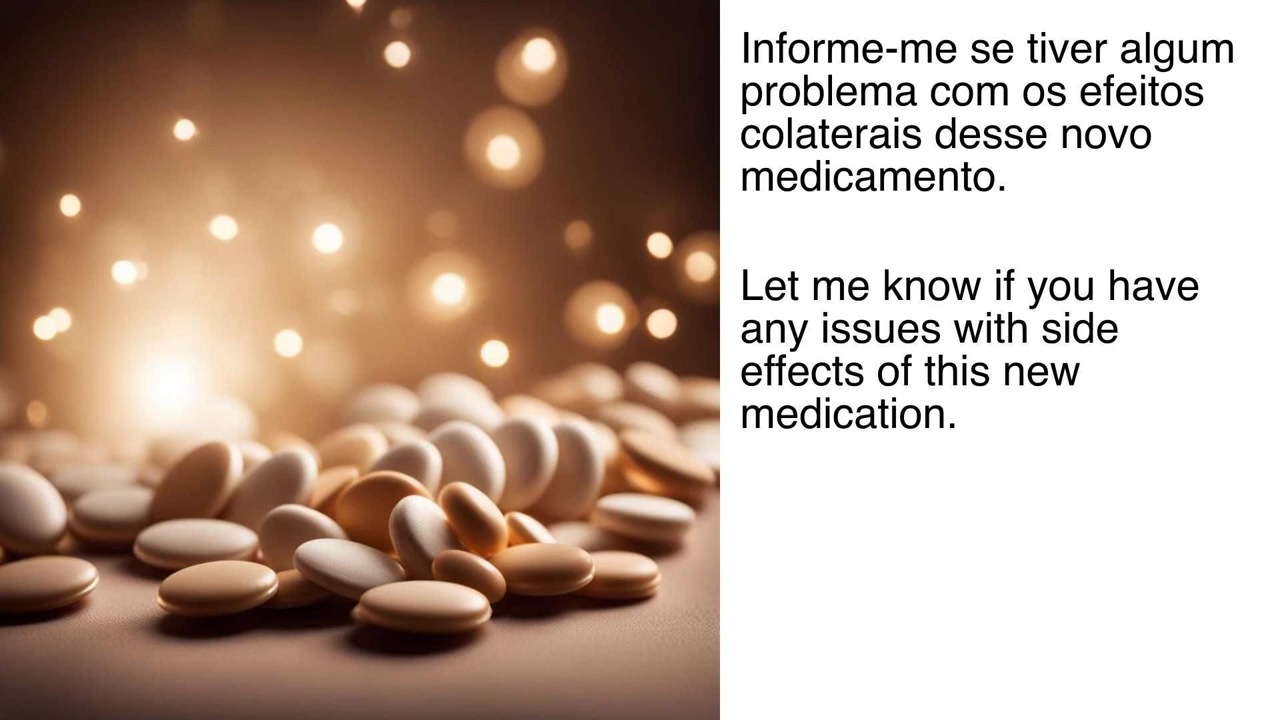 Informe-me se tiver algum
problema com os efeitos
colaterais desse novo
medicamento.
Let me know if you have
any issues with side
effects of this new
medication.